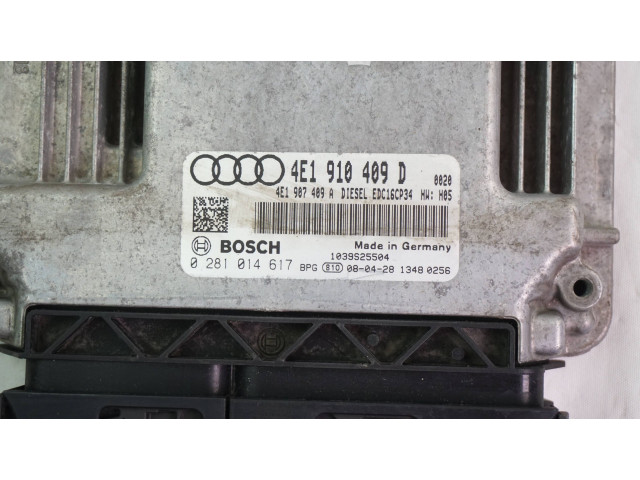 4E1 910 409 D 0020
4E1 907 409 A DIESEL EDC16CP34 HW: H05
BOSCH Made in Germany
1039S25504
0 281 014 617 BPG 810 08-04-28 1348 0256